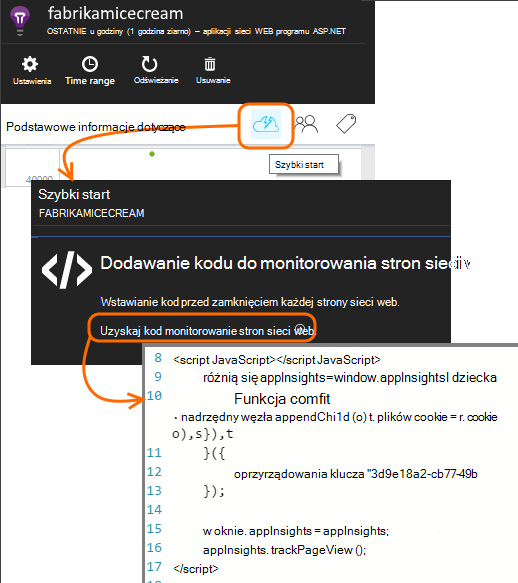 fabrikamicecream
OSTATNIE u godziny (1 godzina ziarno) – aplikacji sieci WEB programu ASP.NET
Ustawienia Time range Odświeżanie Usuwanie
Podstawowe informacje dotyczące
Szybki start
40000
Szybki start
FABRIKAMICECREAM
Dodawanie kodu do monitorowania stron sieci
Wstawianie kod przed zamknięciem każdej strony sieci web.
Uzyskaj kod monitorowanie stron sieci web.
8 <script JavaScript></script JavaScript>
9 różnią się appInsights=window.appInsightsl dziecka
10 Funkcja comfit
- nadrzędny węzła appendChi1d (o) t. plików cookie = r. cookie
o),s}),t
11 }({
12 oprzyrządowania klucza "3d9e18a2-cb77-49b
13 });
14
15 w oknie. appInsights = appInsights;
16 appInsights. trackPageView ();
17 </script>